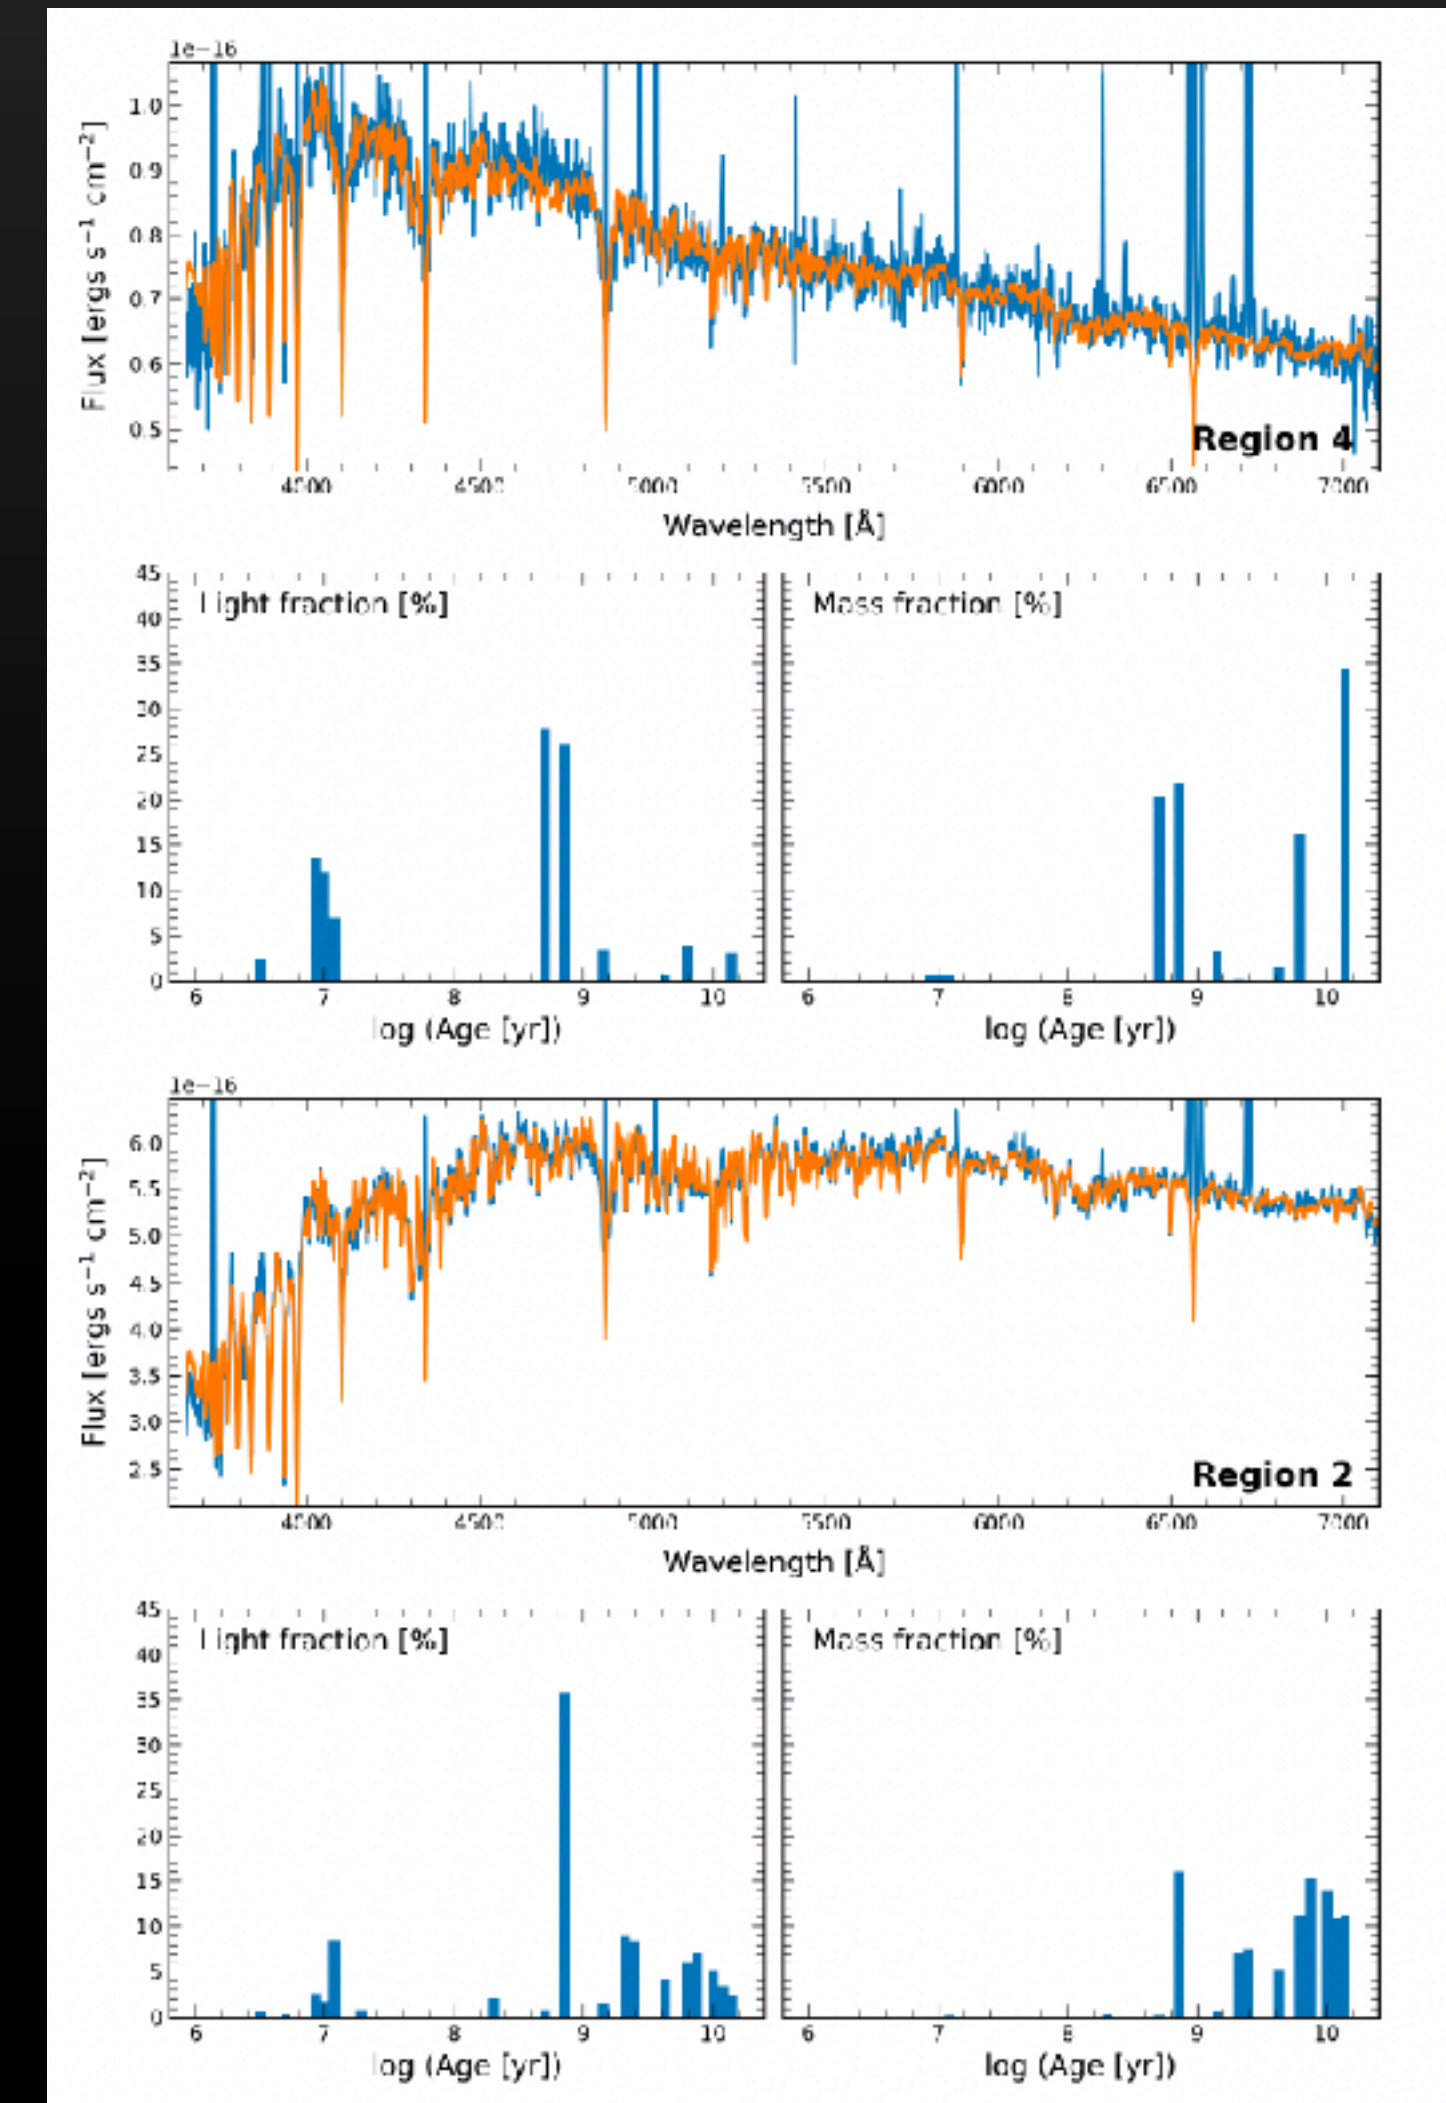 1e−16
1.0
0.9
0.8
0.7
0.6
0.5
Flux [ergs s⁻¹ cm⁻²]
Region 4
4000 4500 5000 5500 6000 6500 7000
Wavelength [Å]
Light fraction [%]
45
40
35
30
25
20
15
10
5
0
6 7 8 9 10
log (Age [yr])
Mass fraction [%]
6 7 8 9 10
log (Age [yr])
1e−16
6.0
5.5
5.0
4.5
4.0
3.5
3.0
2.5
Flux [ergs s⁻¹ cm⁻²]
Region 2
4000 4500 5000 5500 6000 6500 7000
Wavelength [Å]
Light fraction [%]
45
40
35
30
25
20
15
10
5
0
6 7 8 9 10
log (Age [yr])
Mass fraction [%]
6 7 8 9 10
log (Age [yr])